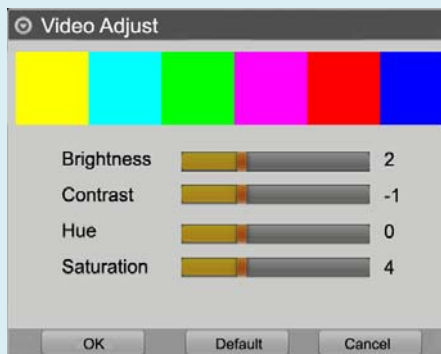 Video Adjust
Brightness 2
Contrast -1
Hue 0
Saturation 4
OK Default Cancel